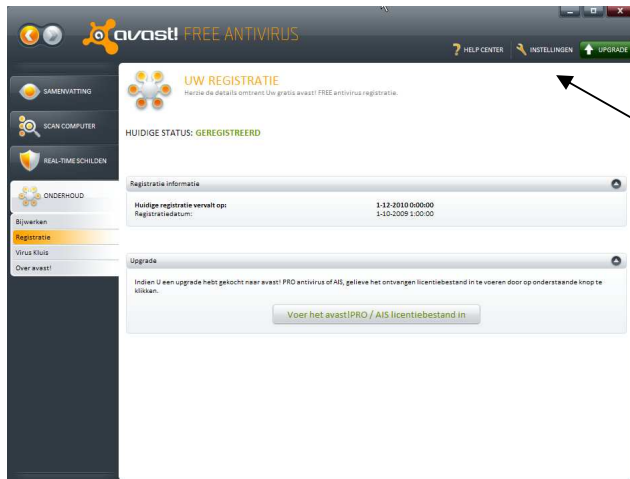 avast! FREE ANTIVIRUS
? HELP CENTER INSTELLINGEN UPGRADE
SAMENVATTING
SCAN COMPUTER
REAL-TIME SCHILDEN
ONDERHOUD
Bijwerken
Registratie
Virus Kluis
Over avast!
UW REGISTRATIE
Herzie de details omtrent Uw gratis avast! FREE antivirus registratie.
HUIDIGE STATUS: GEREGISTREERD
Registratie informatie
Huidige registratie vervalt op: 1-12-2010 0:00:00
Registratiedatum: 1-10-2009 1:00:00
Upgrade
Indien U een upgrade hebt gekocht naar avast! PRO antivirus of AIS, gelieve het ontvangen licentiebestand in te voeren door op onderstaande knop te
klikken.
Voer het avast!PRO / AIS licentiebestand in